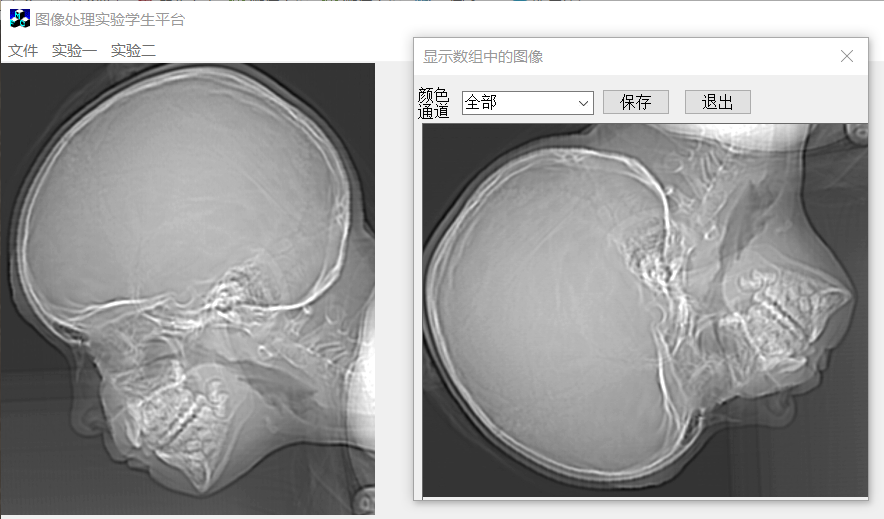 图像处理实验学生平台
文件 实验一 实验二
显示数组中的图像
颜色
通道
全部
保存
退出